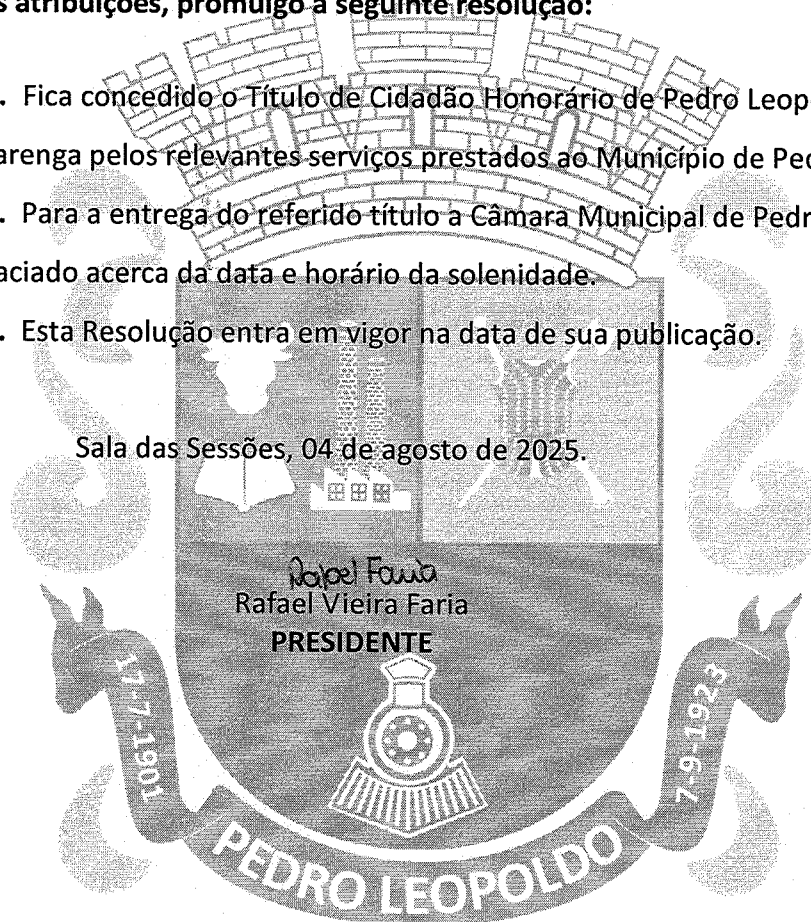 s atribuições, promulgo a seguinte resolução:
. Fica concedido o Título de Cidadão Honorário de Pedro Leop
arenga pelos relevantes serviços prestados ao Município de Ped
. Para a entrega do referido título a Câmara Municipal de Pedr
aciado acerca da data e horário da solenidade.
. Esta Resolução entra em vigor na data de sua publicação.
Sala das Sessões, 04 de agosto de 2025.
Rafael Faria
Rafael Vieira Faria
PRESIDENTE
17-7-1901
7-9-1923
PEDRO LEOPOLDO